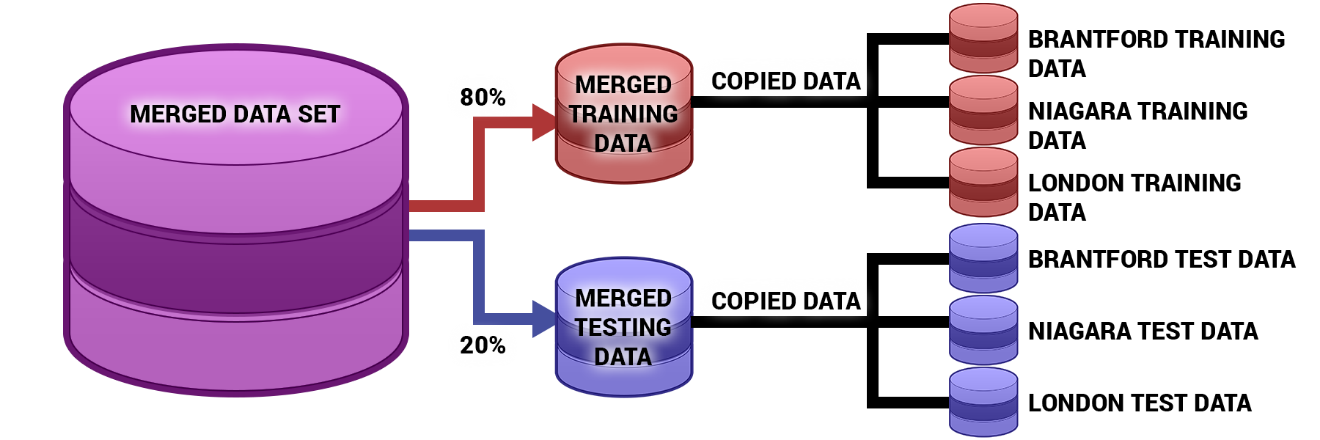 MERGED DATA SET
80%
20%
MERGED
TRAINING
DATA
COPIED DATA
BRANTFORD TRAINING
DATA
NIAGARA TRAINING
DATA
LONDON TRAINING
DATA
MERGED
TESTING
DATA
COPIED DATA
BRANTFORD TEST DATA
NIAGARA TEST DATA
LONDON TEST DATA